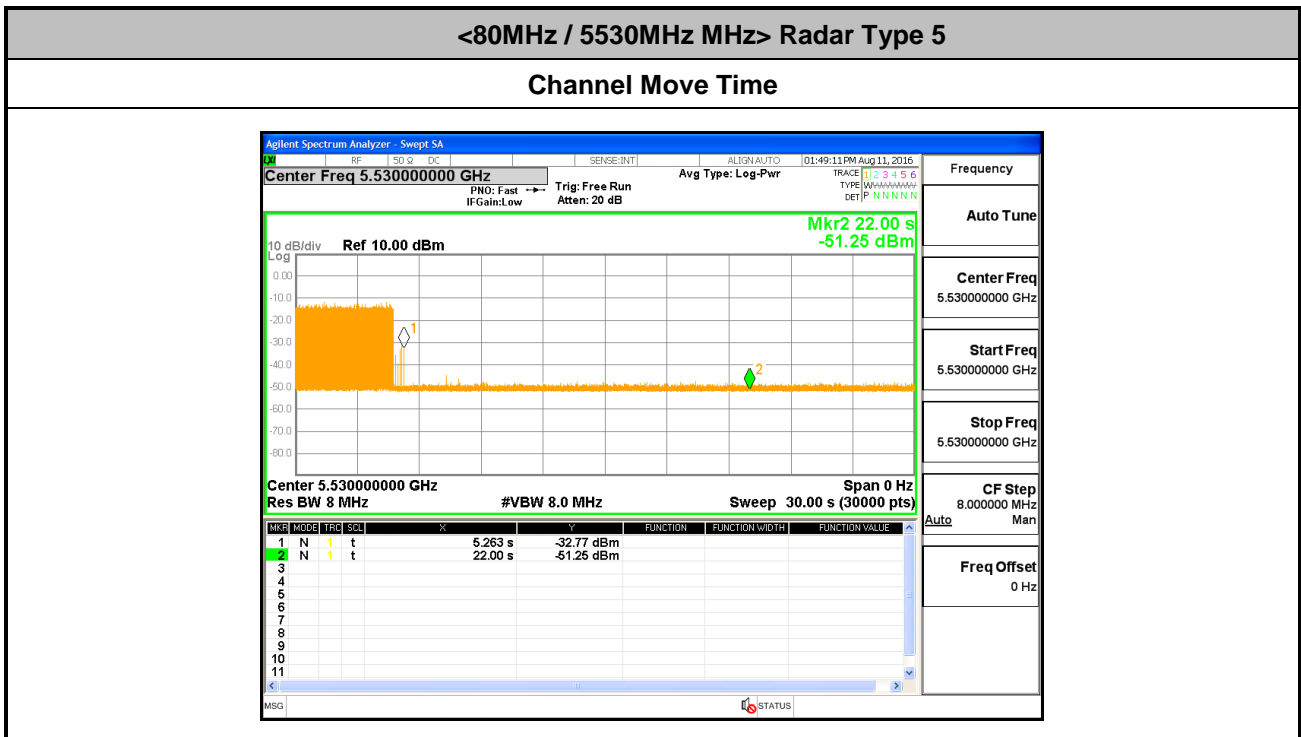 <80MHz / 5530MHz MHz> Radar Type 5
Channel Move Time
Agilent Spectrum Analyzer - Swept SA
LXI RF 50 Ω DC SENSE:INT ALIGN AUTO 01:49:11 PM Aug 11, 2016
Center Freq 5.530000000 GHz
PNO: Fast
IFGain:Low
Trig: Free Run
Atten: 20 dB
Avg Type: Log-Pwr
TRACE 1 2 3 4 5 6
TYPE
DET P N N N N N
Frequency
Mkr2 22.00 s
-51.25 dBm
10 dB/div Ref 10.00 dBm
Log
0.00
-10.0
-20.0
-30.0
-40.0
-50.0
-60.0
-70.0
-80.0
1
2
Center 5.530000000 GHz Span 0 Hz
Res BW 8 MHz #VBW 8.0 MHz Sweep 30.00 s (30000 pts)
MKR MODE TRC SCL X Y FUNCTION FUNCTION WIDTH FUNCTION VALUE
1 N 1 t 5.263 s -32.77 dBm
2 N 1 t 22.00 s -51.25 dBm
3
4
5
6
7
8
9
10
11
Auto Tune
Center Freq
5.530000000 GHz
Start Freq
5.530000000 GHz
Stop Freq
5.530000000 GHz
CF Step
8.000000 MHz
Auto Man
Freq Offset
0 Hz
MSG STATUS